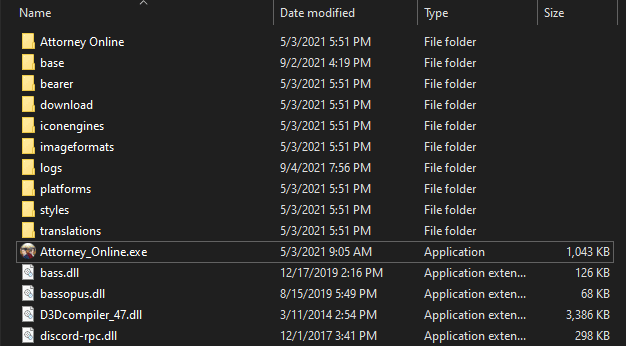 Name Date modified Type Size
Attorney Online 5/3/2021 5:51 PM File folder
base 9/2/2021 4:19 PM File folder
bearer 5/3/2021 5:51 PM File folder
download 5/3/2021 5:51 PM File folder
iconengines 5/3/2021 5:51 PM File folder
imageformats 5/3/2021 5:51 PM File folder
logs 9/4/2021 7:56 PM File folder
platforms 5/3/2021 5:51 PM File folder
styles 5/3/2021 5:51 PM File folder
translations 5/3/2021 5:51 PM File folder
Attorney_Online.exe 5/3/2021 9:05 AM Application 1,043 KB
bass.dll 12/17/2019 2:16 PM Application exten... 126 KB
bassopus.dll 8/15/2019 5:49 PM Application exten... 68 KB
D3Dcompiler_47.dll 3/11/2014 2:54 PM Application exten... 3,386 KB
discord-rpc.dll 12/1/2017 3:41 PM Application exten... 298 KB